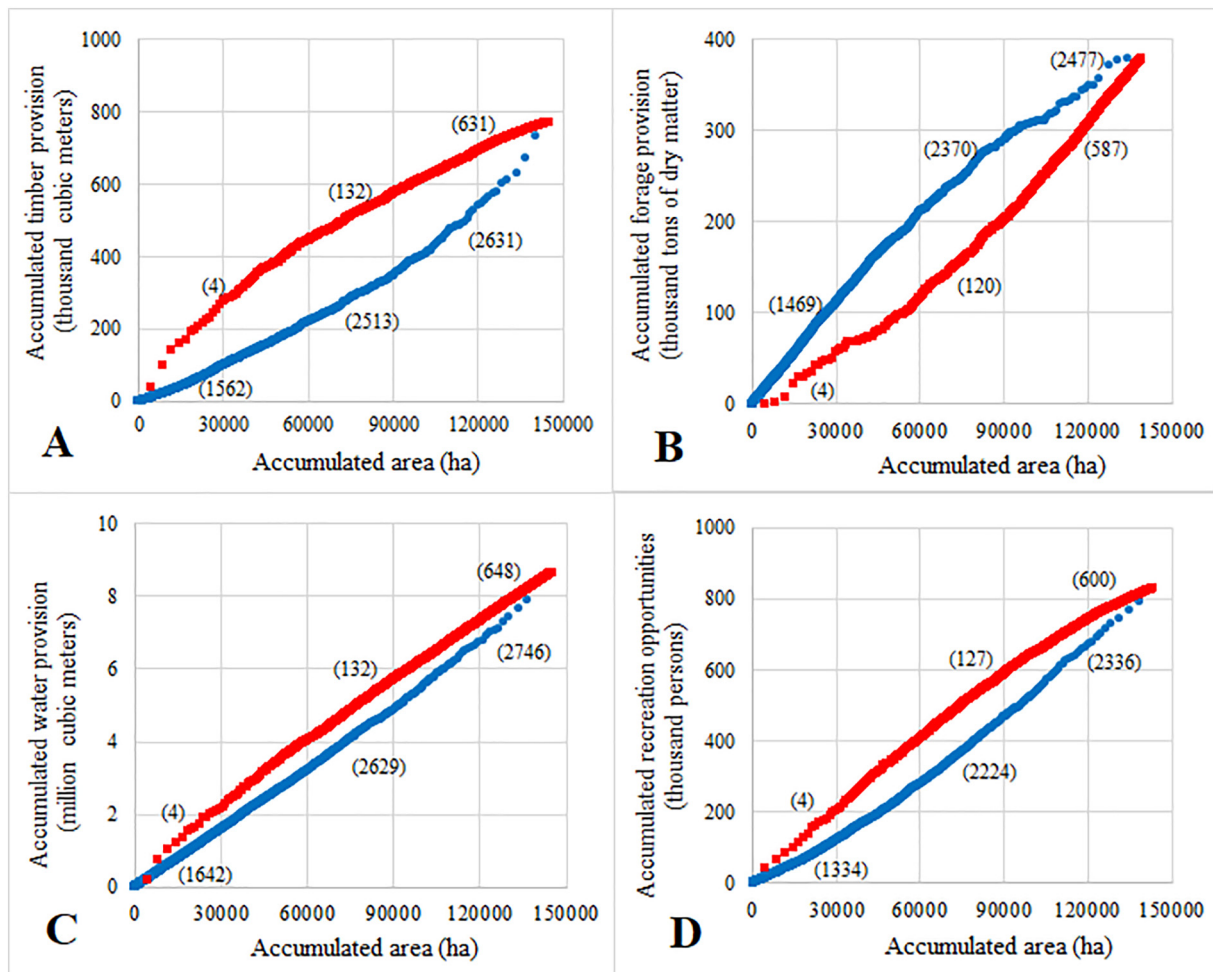 Accumulated timber provision
(thousand cubic meters)
1000
800
600
400
200
0
(631)
(132)
(4)
(2631)
(2513)
(1562)
0 30000 60000 90000 120000 150000
A
Accumulated area (ha)
Accumulated forage provision
(thousand tons of dry matter)
400
300
200
100
0
(2477)
(2370)
(587)
(1469)
(120)
(4)
0 30000 60000 90000 120000 150000
B
Accumulated area (ha)
Accumulated water provision
(million cubic meters)
10
8
6
4
2
0
(648)
(132)
(2746)
(4)
(2629)
(1642)
0 30000 60000 90000 120000 150000
C
Accumulated area (ha)
Accumulated recreation opportunities
(thousand persons)
1000
800
600
400
200
0
(600)
(127)
(2336)
(4)
(2224)
(1334)
0 30000 60000 90000 120000 150000
D
Accumulated area (ha)